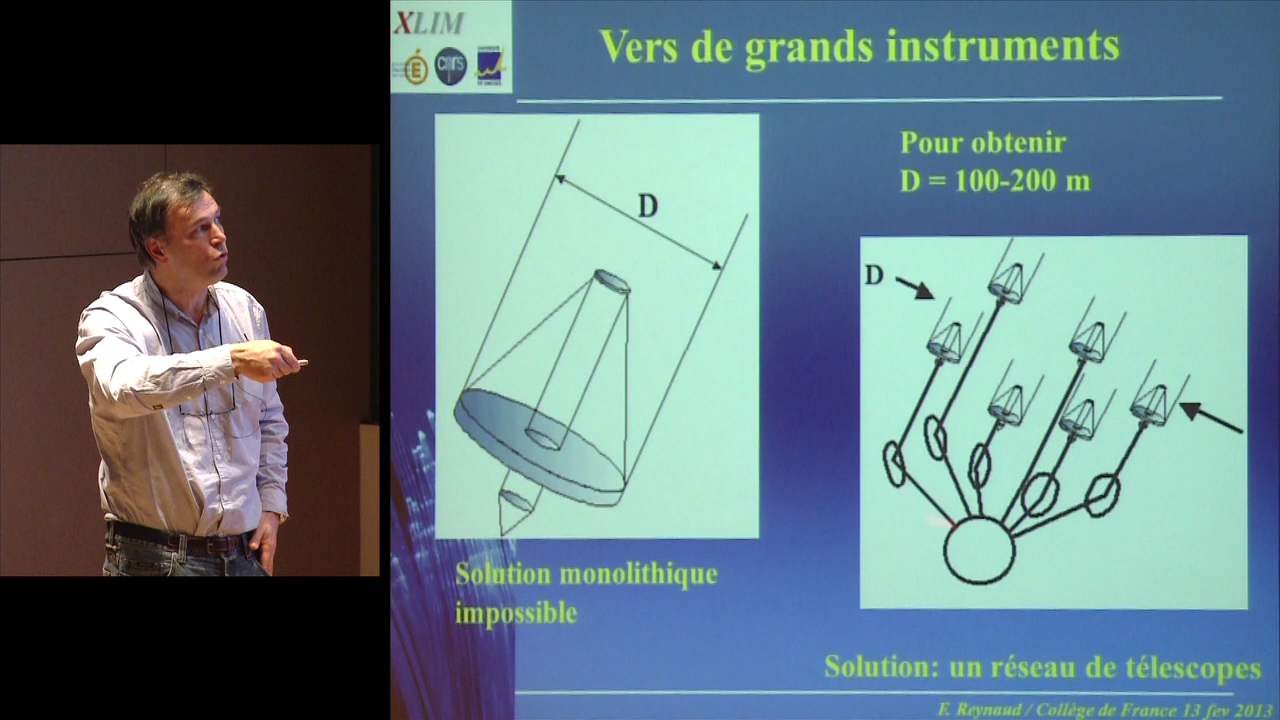 XLIM
cnrs
Vers de grands instruments
Pour obtenir
D = 100-200 m
D
D
Solution monolithique
impossible
Solution: un réseau de télescopes
F. Reynaud / Collège de France 13 fev 2013